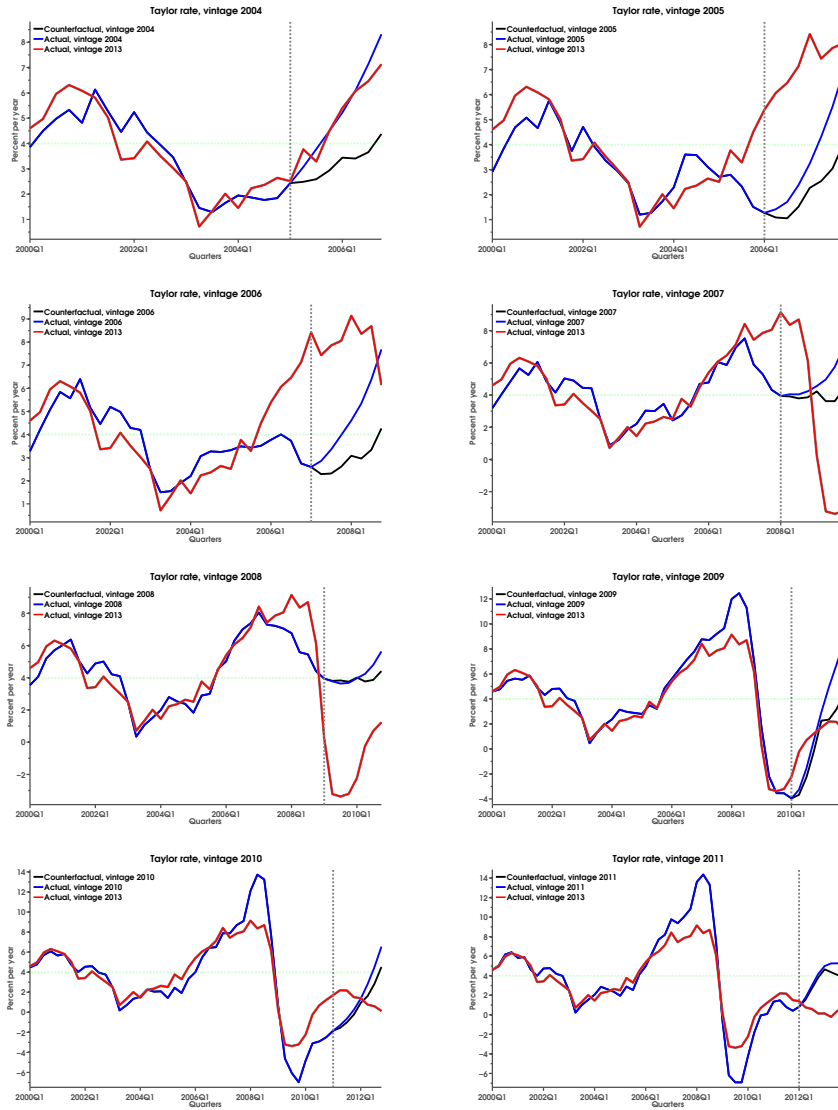 Taylor rate, vintage 2004
Counterfactual, vintage 2004
Actual, vintage 2004
Actual, vintage 2013
Percent per year
8
7
6
5
4
3
2
1
2000Q1 2002Q1 2004Q1 2006Q1
Quarters
Taylor rate, vintage 2005
Counterfactual, vintage 2005
Actual, vintage 2005
Actual, vintage 2013
Percent per year
8
7
6
5
4
3
2
1
2000Q1 2002Q1 2004Q1 2006Q1
Quarters
Taylor rate, vintage 2006
Counterfactual, vintage 2006
Actual, vintage 2006
Actual, vintage 2013
Percent per year
9
8
7
6
5
4
3
2
1
2000Q1 2002Q1 2004Q1 2006Q1 2008Q1
Quarters
Taylor rate, vintage 2007
Counterfactual, vintage 2007
Actual, vintage 2007
Actual, vintage 2013
Percent per year
8
6
4
2
0
−2
2000Q1 2002Q1 2004Q1 2006Q1 2008Q1
Quarters
Taylor rate, vintage 2008
Counterfactual, vintage 2008
Actual, vintage 2008
Actual, vintage 2013
Percent per year
8
6
4
2
0
−2
2000Q1 2002Q1 2004Q1 2006Q1 2008Q1 2010Q1
Quarters
Taylor rate, vintage 2009
Counterfactual, vintage 2009
Actual, vintage 2009
Actual, vintage 2013
Percent per year
12
10
8
6
4
2
0
−2
−4
2000Q1 2002Q1 2004Q1 2006Q1 2008Q1 2010Q1
Quarters
Taylor rate, vintage 2010
Counterfactual, vintage 2010
Actual, vintage 2010
Actual, vintage 2013
Percent per year
14
12
10
8
6
4
2
0
−2
−4
−6
2000Q1 2002Q1 2004Q1 2006Q1 2008Q1 2010Q1 2012Q1
Quarters
Taylor rate, vintage 2011
Counterfactual, vintage 2011
Actual, vintage 2011
Actual, vintage 2013
Percent per year
14
12
10
8
6
4
2
0
−2
−4
−6
2000Q1 2002Q1 2004Q1 2006Q1 2008Q1 2010Q1 2012Q1
Quarters